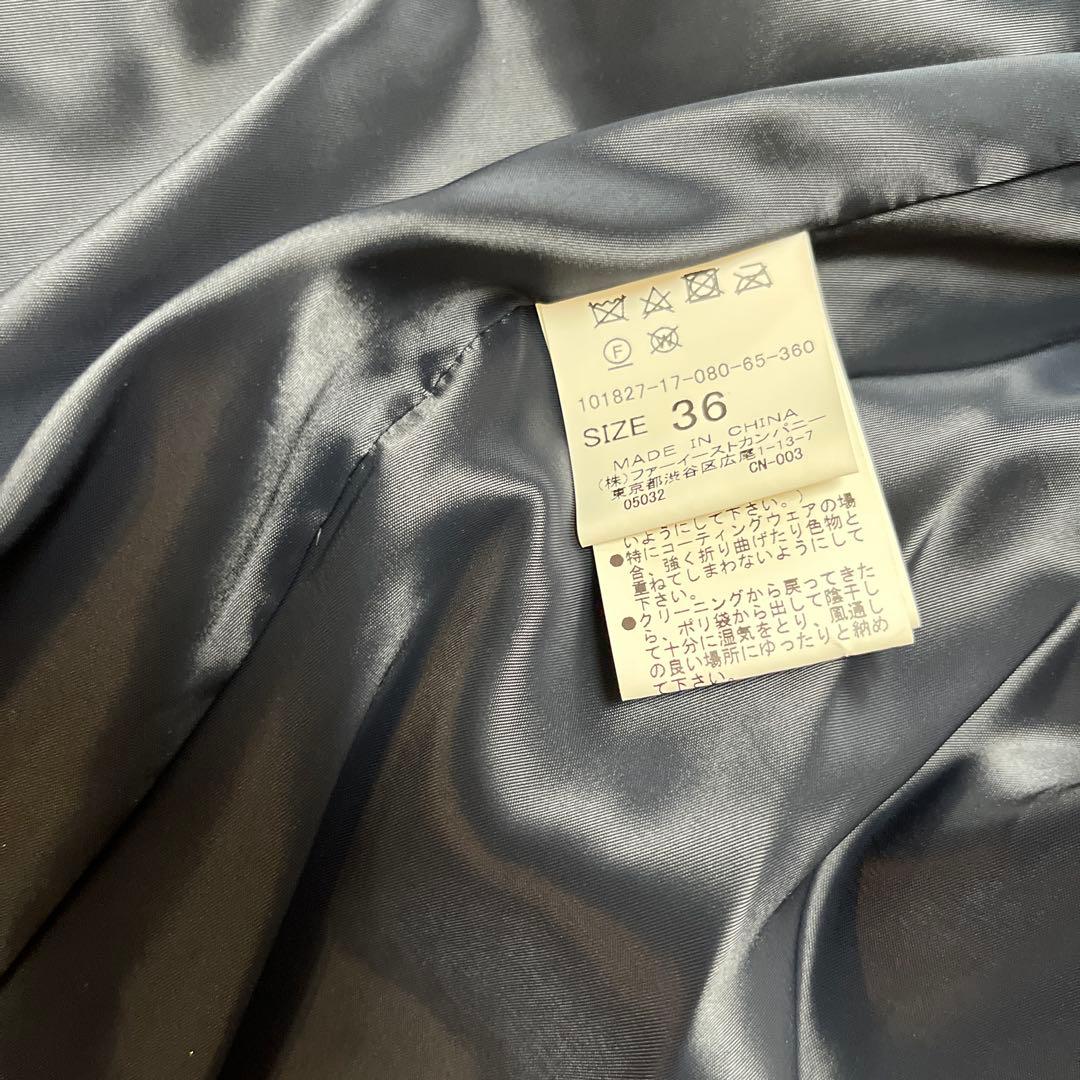 F W
101827-17-080-65-360
SIZE 36
MADE IN CHINA
(株)ファーイーストカンパニー
東京都渋谷区広尾1-13-7
05032 CN-003
いようにして下さい。)
●特にコーティングウェアの場
合、強く折り曲げたり色物と
重ねてしまわないようにして
下さい。
●クリーニングから戻ってきた
ら、ポリ袋から出して陰干し
て、十分に湿気をとり、風通し
の良い場所にゆったりと納め
て下さい。